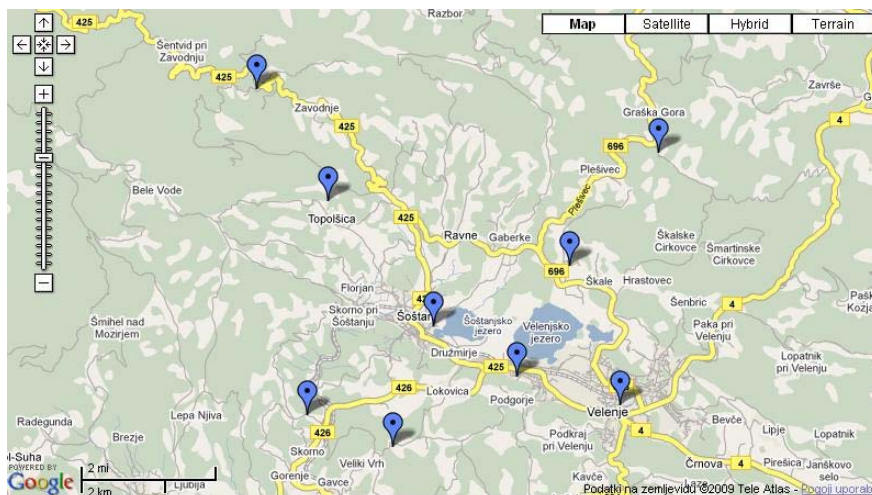 Razbor
425
Map
Satellite
Hybrid
Terrain
Šentvid pri
Zavodnju
425
Zavodnje
425
Graška Gora
Završe
4
696
Plešivec
Plešivec
Bele Vode
Topolšica
425
Ravne
Gaberke
Škalske
Cirkovce
Šmartinske
Cirkovce
696
Škale
Hrastovec
Florjan
Skorno pri
Šoštanju
Šoštanj
Šoštanjsko
jezero
Velenjsko
jezero
Šenbric
4
Paka pri
Velenju
Šmihel nad
Mozirjem
Družmirje
425
Lopatnik
pri Velenju
426
Lokovica
Podgorje
Velenje
Radegunda
Lepa Njiva
Brezje
426
Skorno
Veliki Vrh
Gorenje
Gavce
Ljubija
Podkraj
pri Velenju
4
Bevče
Lipje
Lopatnik
Kavče
Črnova
4
Pirešica
Janškovo
selo
POWERED BY
Google
2 mi
2 km
Podatki na zemljevidu ©2009 Tele Atlas - Pogoji uporab